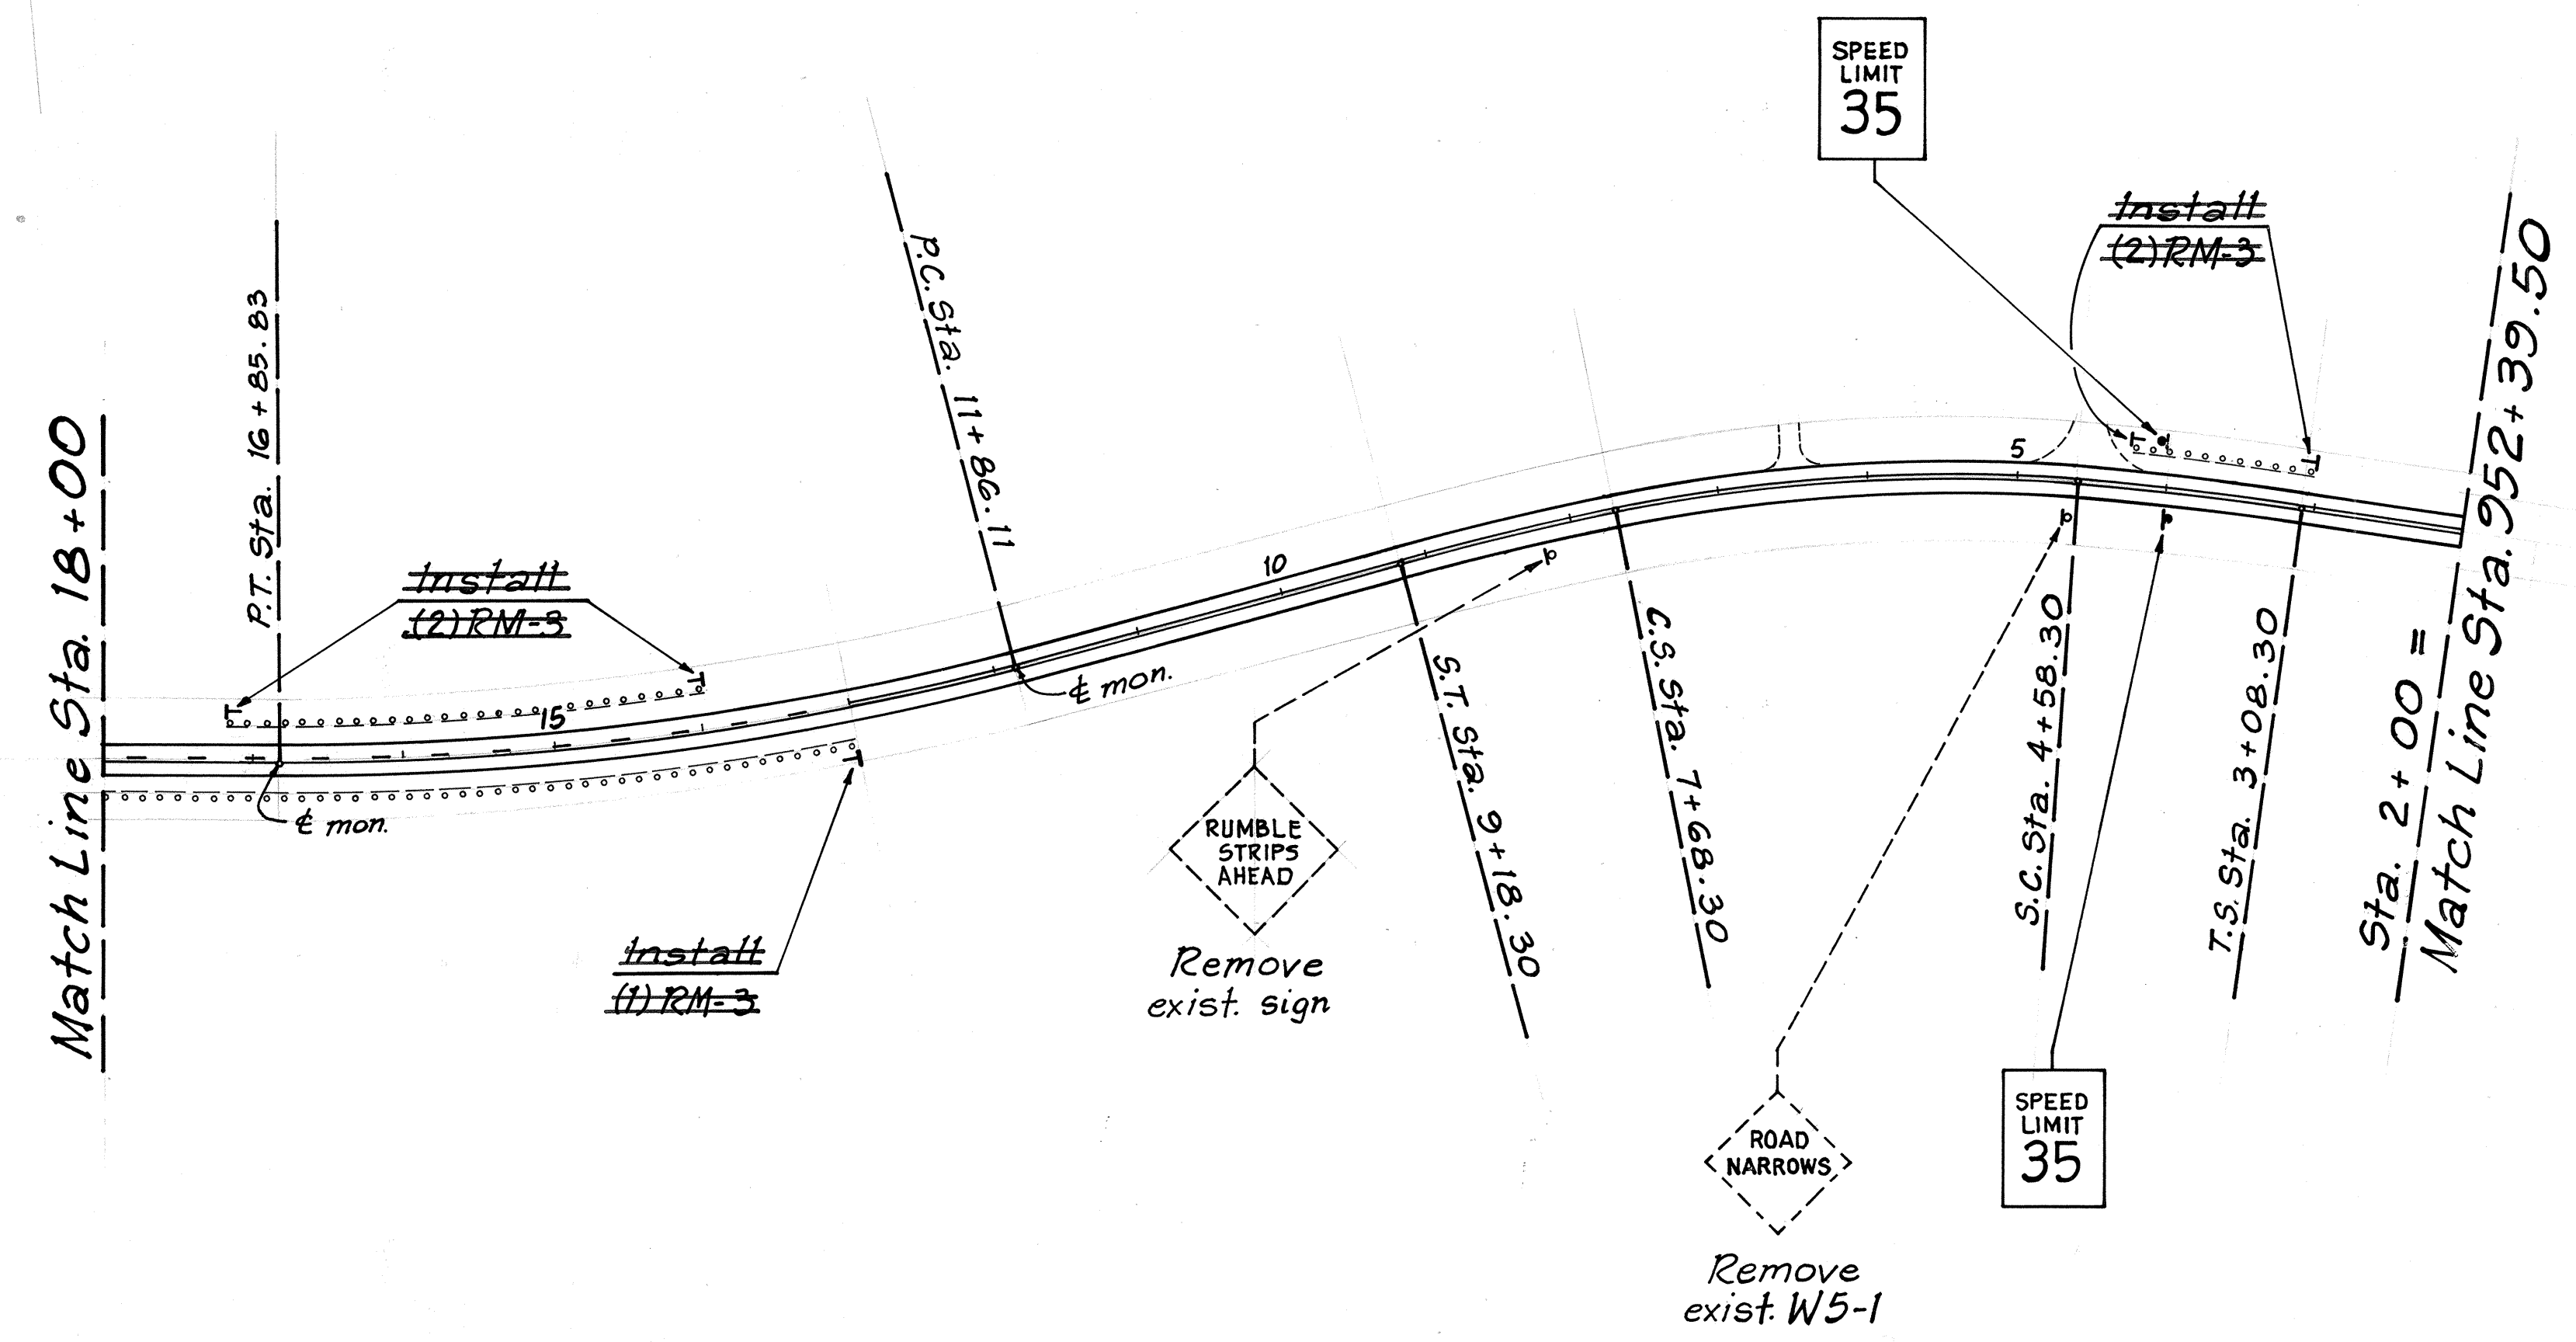 SPEED
LIMIT
35
Install
(2) RM-3
Match Line Sta. 18+00
P.T. Sta. 16+85.83
P.C. Sta. 11+86.11
Install
(2) RM-3
15
10
5
℄ mon.
℄ mon.
Install
(1) RM-3
RUMBLE
STRIPS
AHEAD
Remove
exist. sign
S.T. Sta. 9+18.30
C.S. Sta. 7+68.30
S.C. Sta. 4+58.30
T.S. Sta. 3+08.30
Sta. 2+00 =
Match Line Sta. 952+39.50
ROAD
NARROWS
Remove
exist. W5-1
SPEED
LIMIT
35